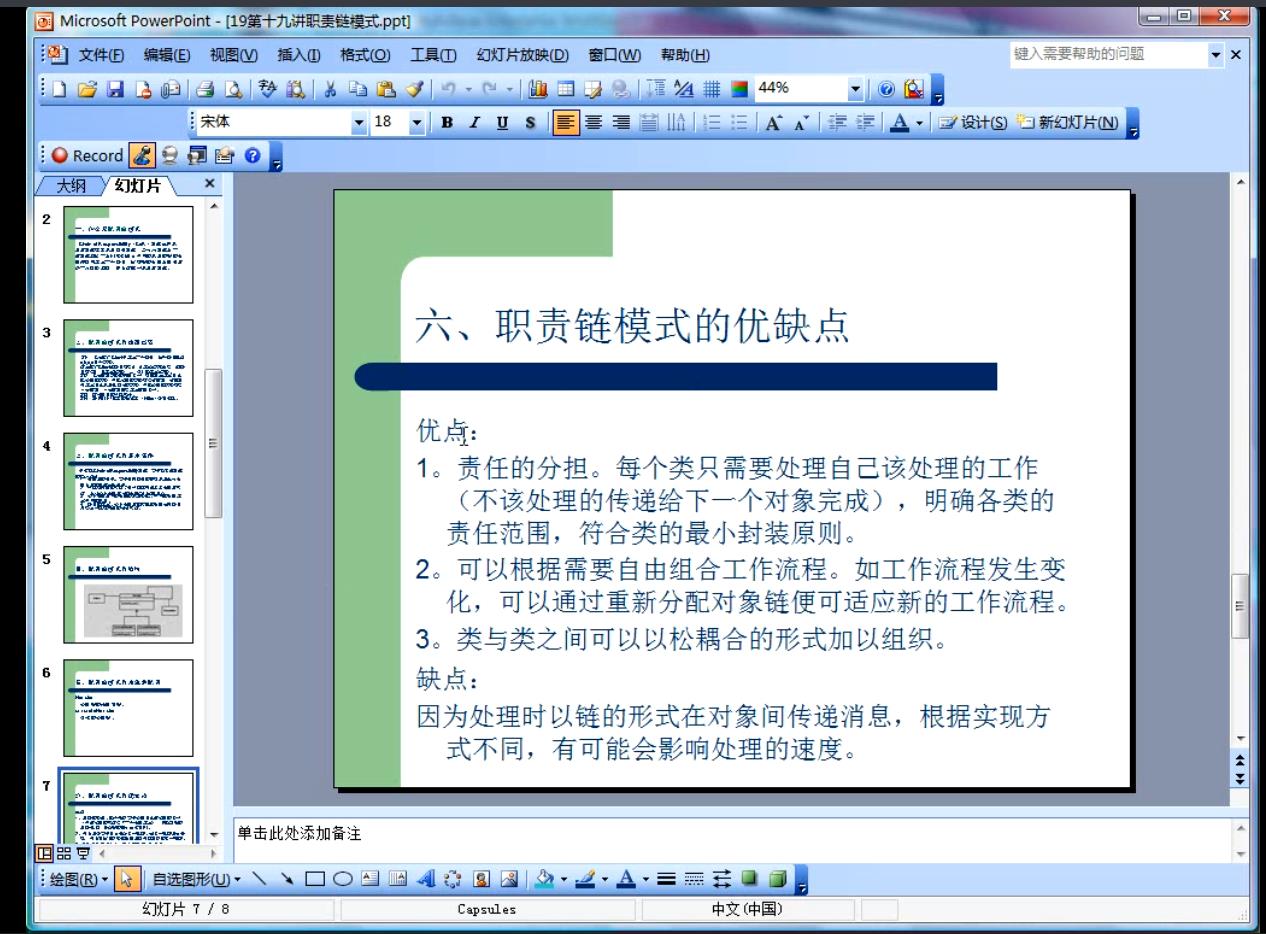 Microsoft PowerPoint - [19第十九讲职责链模式.ppt]
文件(F) 编辑(E) 视图(V) 插入(I) 格式(O) 工具(T) 幻灯片放映(D) 窗口(W) 帮助(H) 键入需要帮助的问题
44%
宋体 18 B I U S A A A 设计(S) 新幻灯片(N)
Record
大纲 幻灯片
2
3
4
5
6
7
六、职责链模式的优缺点
优点：
1。责任的分担。每个类只需要处理自己该处理的工作
（不该处理的传递给下一个对象完成），明确各类的
责任范围，符合类的最小封装原则。
2。可以根据需要自由组合工作流程。如工作流程发生变
化，可以通过重新分配对象链便可适应新的工作流程。
3。类与类之间可以以松耦合的形式加以组织。
缺点：
因为处理时以链的形式在对象间传递消息，根据实现方
式不同，有可能会影响处理的速度。
单击此处添加备注
绘图(R) 自选图形(U)
幻灯片 7 / 8 Capsules 中文(中国)